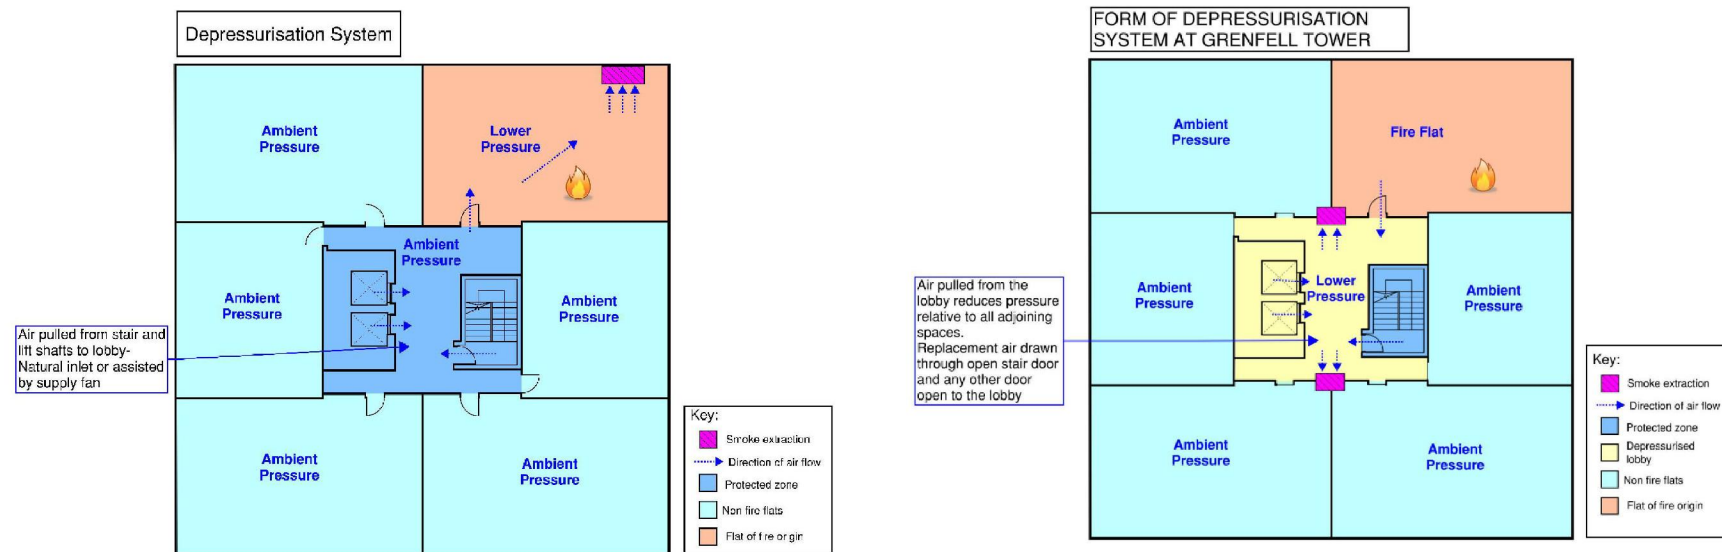 Depressurisation System
Ambient
Pressure
Lower
Pressure
Ambient
Pressure
Ambient
Pressure
Ambient
Pressure
Air pulled from stair and
lift shafts to lobby-
Natural inlet or assisted
by supply fan
Ambient
Pressure
Ambient
Pressure
Key:
Smoke extraction
Direction of air flow
Protected zone
Non fire flats
Flat of fire origin
FORM OF DEPRESSURISATION
SYSTEM AT GRENFELL TOWER
Ambient
Pressure
Fire Flat
Ambient
Pressure
Lower
Pressure
Ambient
Pressure
Air pulled from the
lobby reduces pressure
relative to all adjoining
spaces.
Replacement air drawn
through open stair door
and any other door
open to the lobby
Ambient
Pressure
Ambient
Pressure
Key:
Smoke extraction
Direction of air flow
Protected zone
Depressurised
lobby
Non fire flats
Flat of fire origin